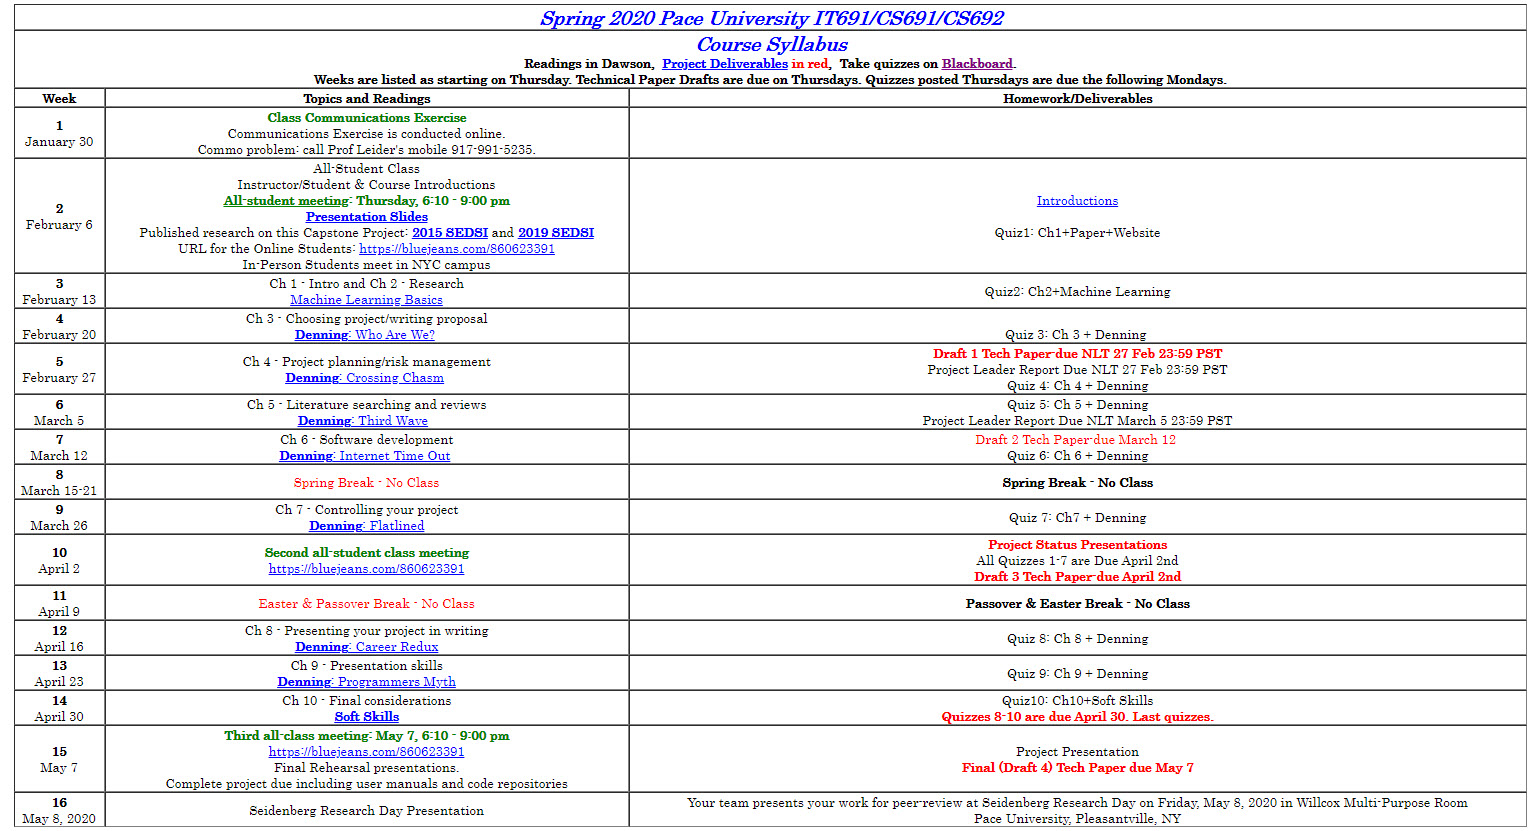 Spring 2020 Pace University IT691/CS691/CS692
Course Syllabus
Readings in Dawson, Project Deliverables in red, Take quizzes on Blackboard.
Weeks are listed as starting on Thursday. Technical Paper Drafts are due on Thursdays. Quizzes posted Thursdays are due the following Mondays.
Week
Topics and Readings
Homework/Deliverables
1
January 30
Class Communications Exercise
Communications Exercise is conducted online.
Commo problem: call Prof Leider's mobile 917-991-5235.
2
February 6
All-Student Class
Instructor/Student & Course Introductions
All-student meeting: Thursday, 6:10 - 9:00 pm
Presentation Slides
Published research on this Capstone Project: 2015 SEDSI and 2019 SEDSI
URL for the Online Students: https://bluejeans.com/860623391
In-Person Students meet in NYC campus
Introductions
Quiz1: Ch1+Paper+Website
3
February 13
Ch 1 - Intro and Ch 2 - Research
Machine Learning Basics
Quiz2: Ch2+Machine Learning
4
February 20
Ch 3 - Choosing project/writing proposal
Denning: Who Are We?
Quiz 3: Ch 3 + Denning
5
February 27
Ch 4 - Project planning/risk management
Denning: Crossing Chasm
Draft 1 Tech Paper-due NLT 27 Feb 23:59 PST
Project Leader Report Due NLT 27 Feb 23:59 PST
Quiz 4: Ch 4 + Denning
6
March 5
Ch 5 - Literature searching and reviews
Denning: Third Wave
Quiz 5: Ch 5 + Denning
Project Leader Report Due NLT March 5 23:59 PST
7
March 12
Ch 6 - Software development
Denning: Internet Time Out
Draft 2 Tech Paper-due March 12
Quiz 6: Ch 6 + Denning
8
March 15-21
Spring Break - No Class
Spring Break - No Class
9
March 26
Ch 7 - Controlling your project
Denning: Flatlined
Quiz 7: Ch7 + Denning
10
April 2
Second all-student class meeting
https://bluejeans.com/860623391
Project Status Presentations
All Quizzes 1-7 are Due April 2nd
Draft 3 Tech Paper-due April 2nd
11
April 9
Easter & Passover Break - No Class
Passover & Easter Break - No Class
12
April 16
Ch 8 - Presenting your project in writing
Denning: Career Redux
Quiz 8: Ch 8 + Denning
13
April 23
Ch 9 - Presentation skills
Denning: Programmers Myth
Quiz 9: Ch 9 + Denning
14
April 30
Ch 10 - Final considerations
Soft Skills
Quiz10: Ch10+Soft Skills
Quizzes 8-10 are due April 30. Last quizzes.
15
May 7
Third all-class meeting: May 7, 6:10 - 9:00 pm
https://bluejeans.com/860623391
Final Rehearsal presentations.
Complete project due including user manuals and code repositories
Project Presentation
Final (Draft 4) Tech Paper due May 7
16
May 8, 2020
Seidenberg Research Day Presentation
Your team presents your work for peer-review at Seidenberg Research Day on Friday, May 8, 2020 in Willcox Multi-Purpose Room
Pace University, Pleasantville, NY